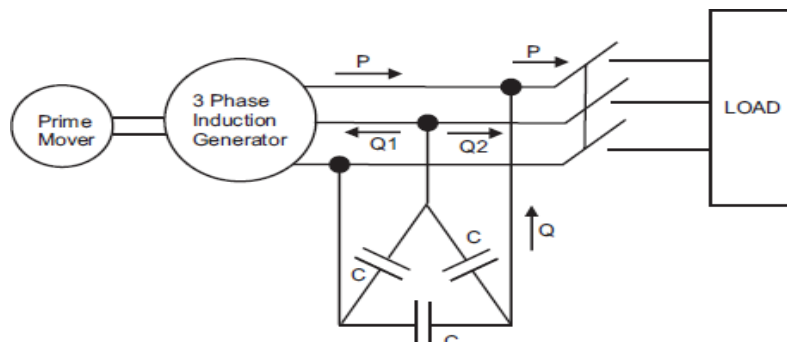 P
P
3 Phase
Induction
Generator
Prime
Mover
LOAD
Q1
Q2
Q
C
C
C